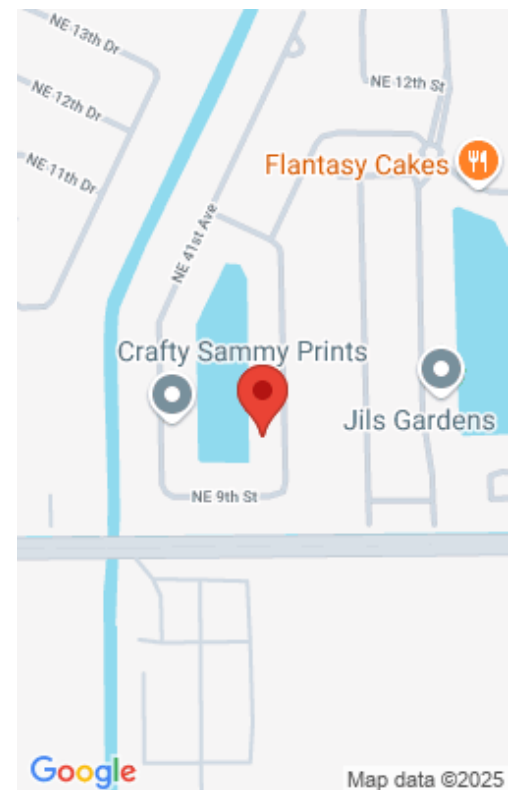 NE 13th Dr
NE 12th St
NE 12th Dr
Flantasy Cakes
NE 11th Dr
NE 41st Ave
Crafty Sammy Prints
Jils Gardens
NE 9th St
Google
Map data ©2025